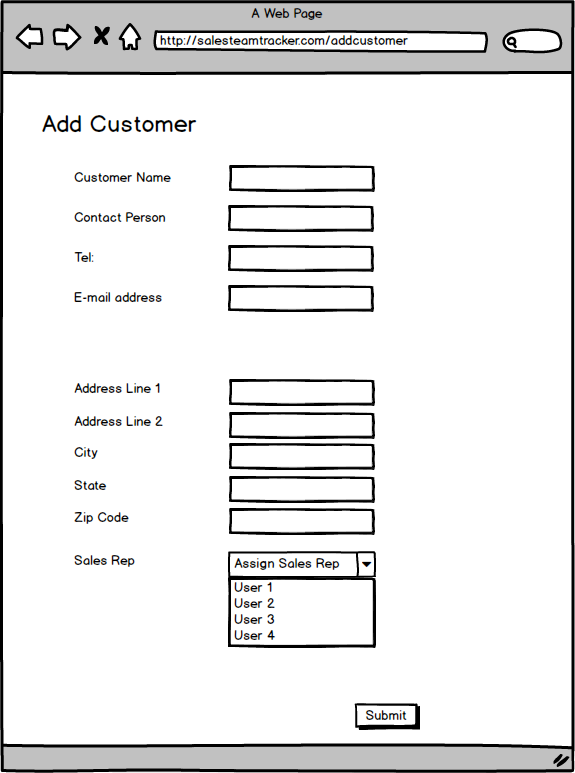 A Web Page
http://salesteamtracker.com/addcustomer
Add Customer
Customer Name
Contact Person
Tel:
E-mail address
Address Line 1
Address Line 2
City
State
Zip Code
Sales Rep
Assign Sales Rep
User 1
User 2
User 3
User 4
Submit